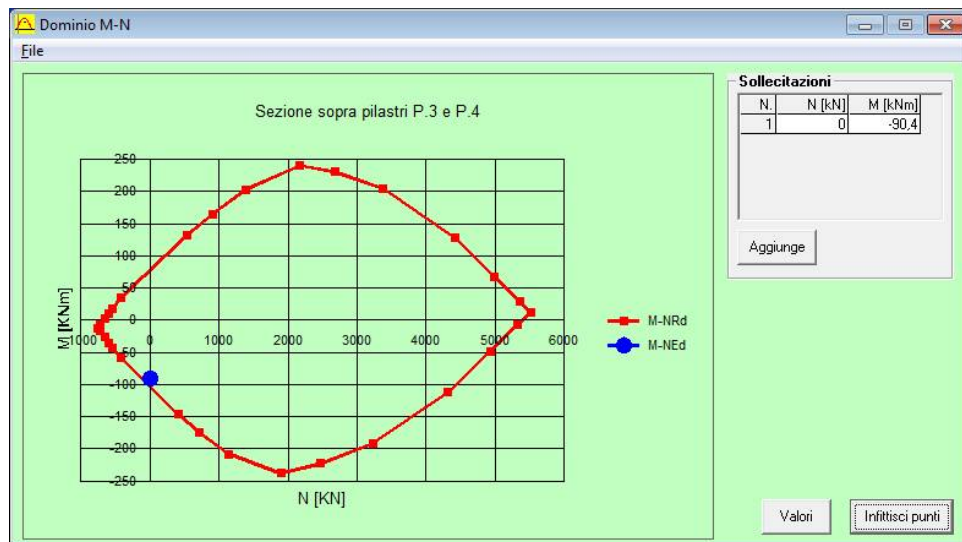 Dominio M-N
File
Sezione sopra pilastri P.3 e P.4
250
200
150
100
50
0
-50
-100
-150
-200
-250
M [KNm]
1000 0 1000 2000 3000 4000 5000 6000
N [KN]
M-NRd
M-NEd
Sollecitazioni
N. N [kN] M [kNm]
1 0 -90,4
Aggiunge
Valori
Infittisci punti